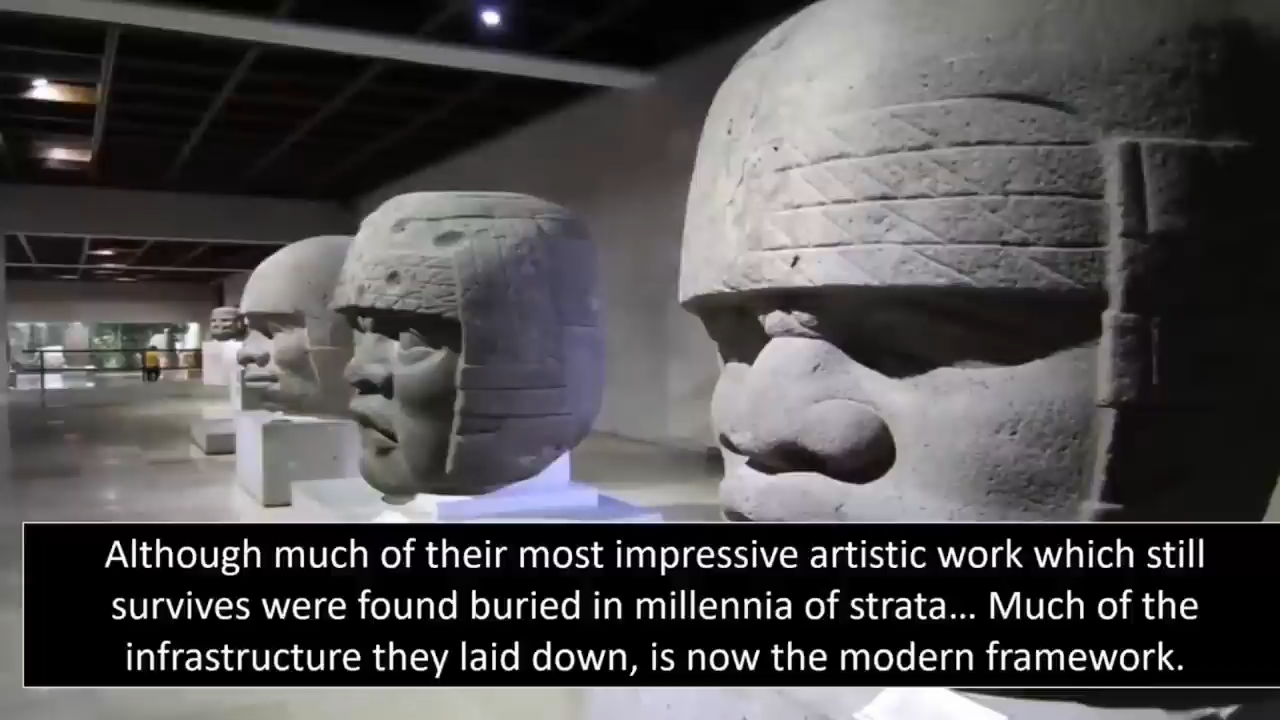 Although much of their most impressive artistic work which still
survives were found buried in millennia of strata... Much of the
infrastructure they laid down, is now the modern framework.